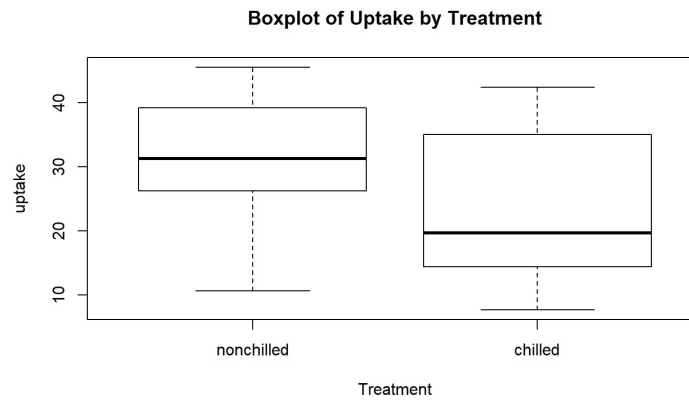 Boxplot of Uptake by Treatment
uptake
40
30
20
10
nonchilled
chilled
Treatment